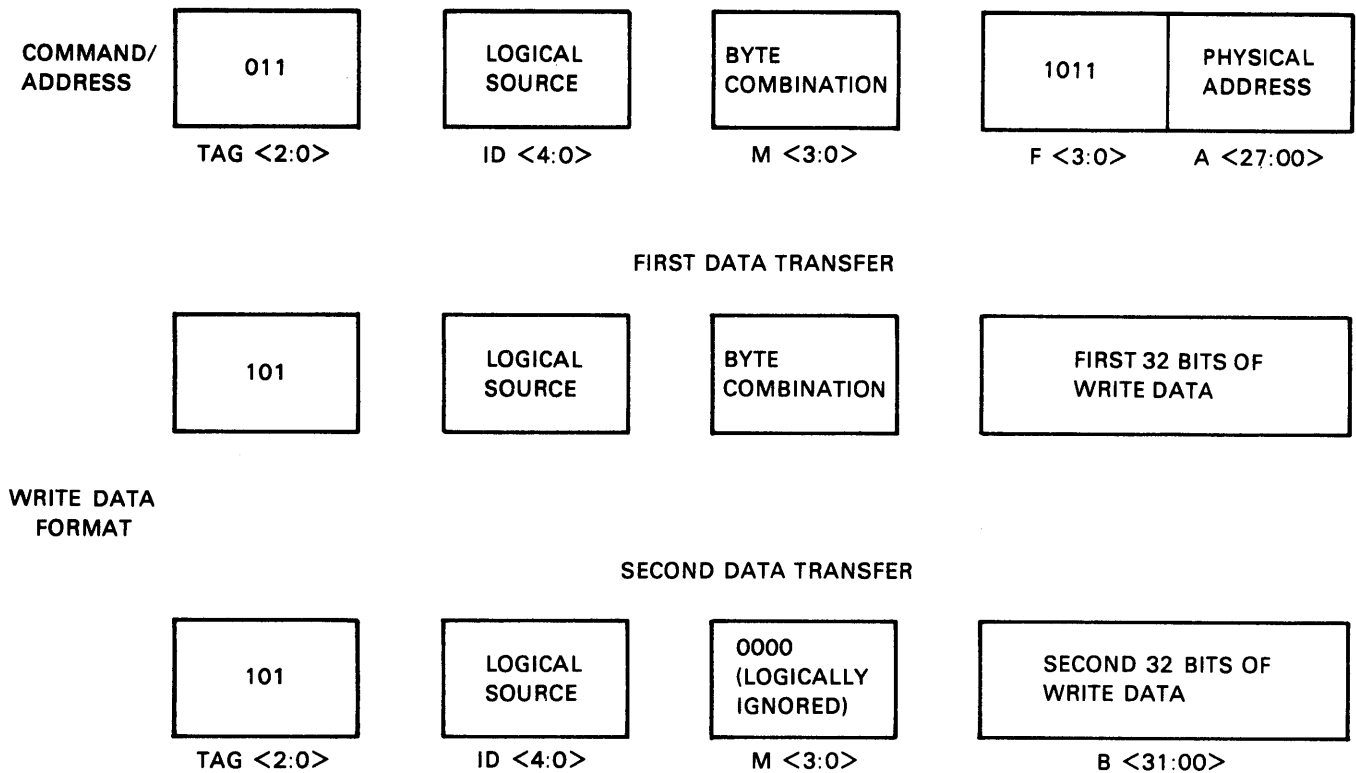 COMMAND/
ADDRESS
011
LOGICAL
SOURCE
BYTE
COMBINATION
1011
PHYSICAL
ADDRESS
TAG <2:0>
ID <4:0>
M <3:0>
F <3:0>
A <27:00>
FIRST DATA TRANSFER
101
LOGICAL
SOURCE
BYTE
COMBINATION
FIRST 32 BITS OF
WRITE DATA
WRITE DATA
FORMAT
SECOND DATA TRANSFER
101
LOGICAL
SOURCE
0000
(LOGICALLY
IGNORED)
SECOND 32 BITS OF
WRITE DATA
TAG <2:0>
ID <4:0>
M <3:0>
B <31:00>